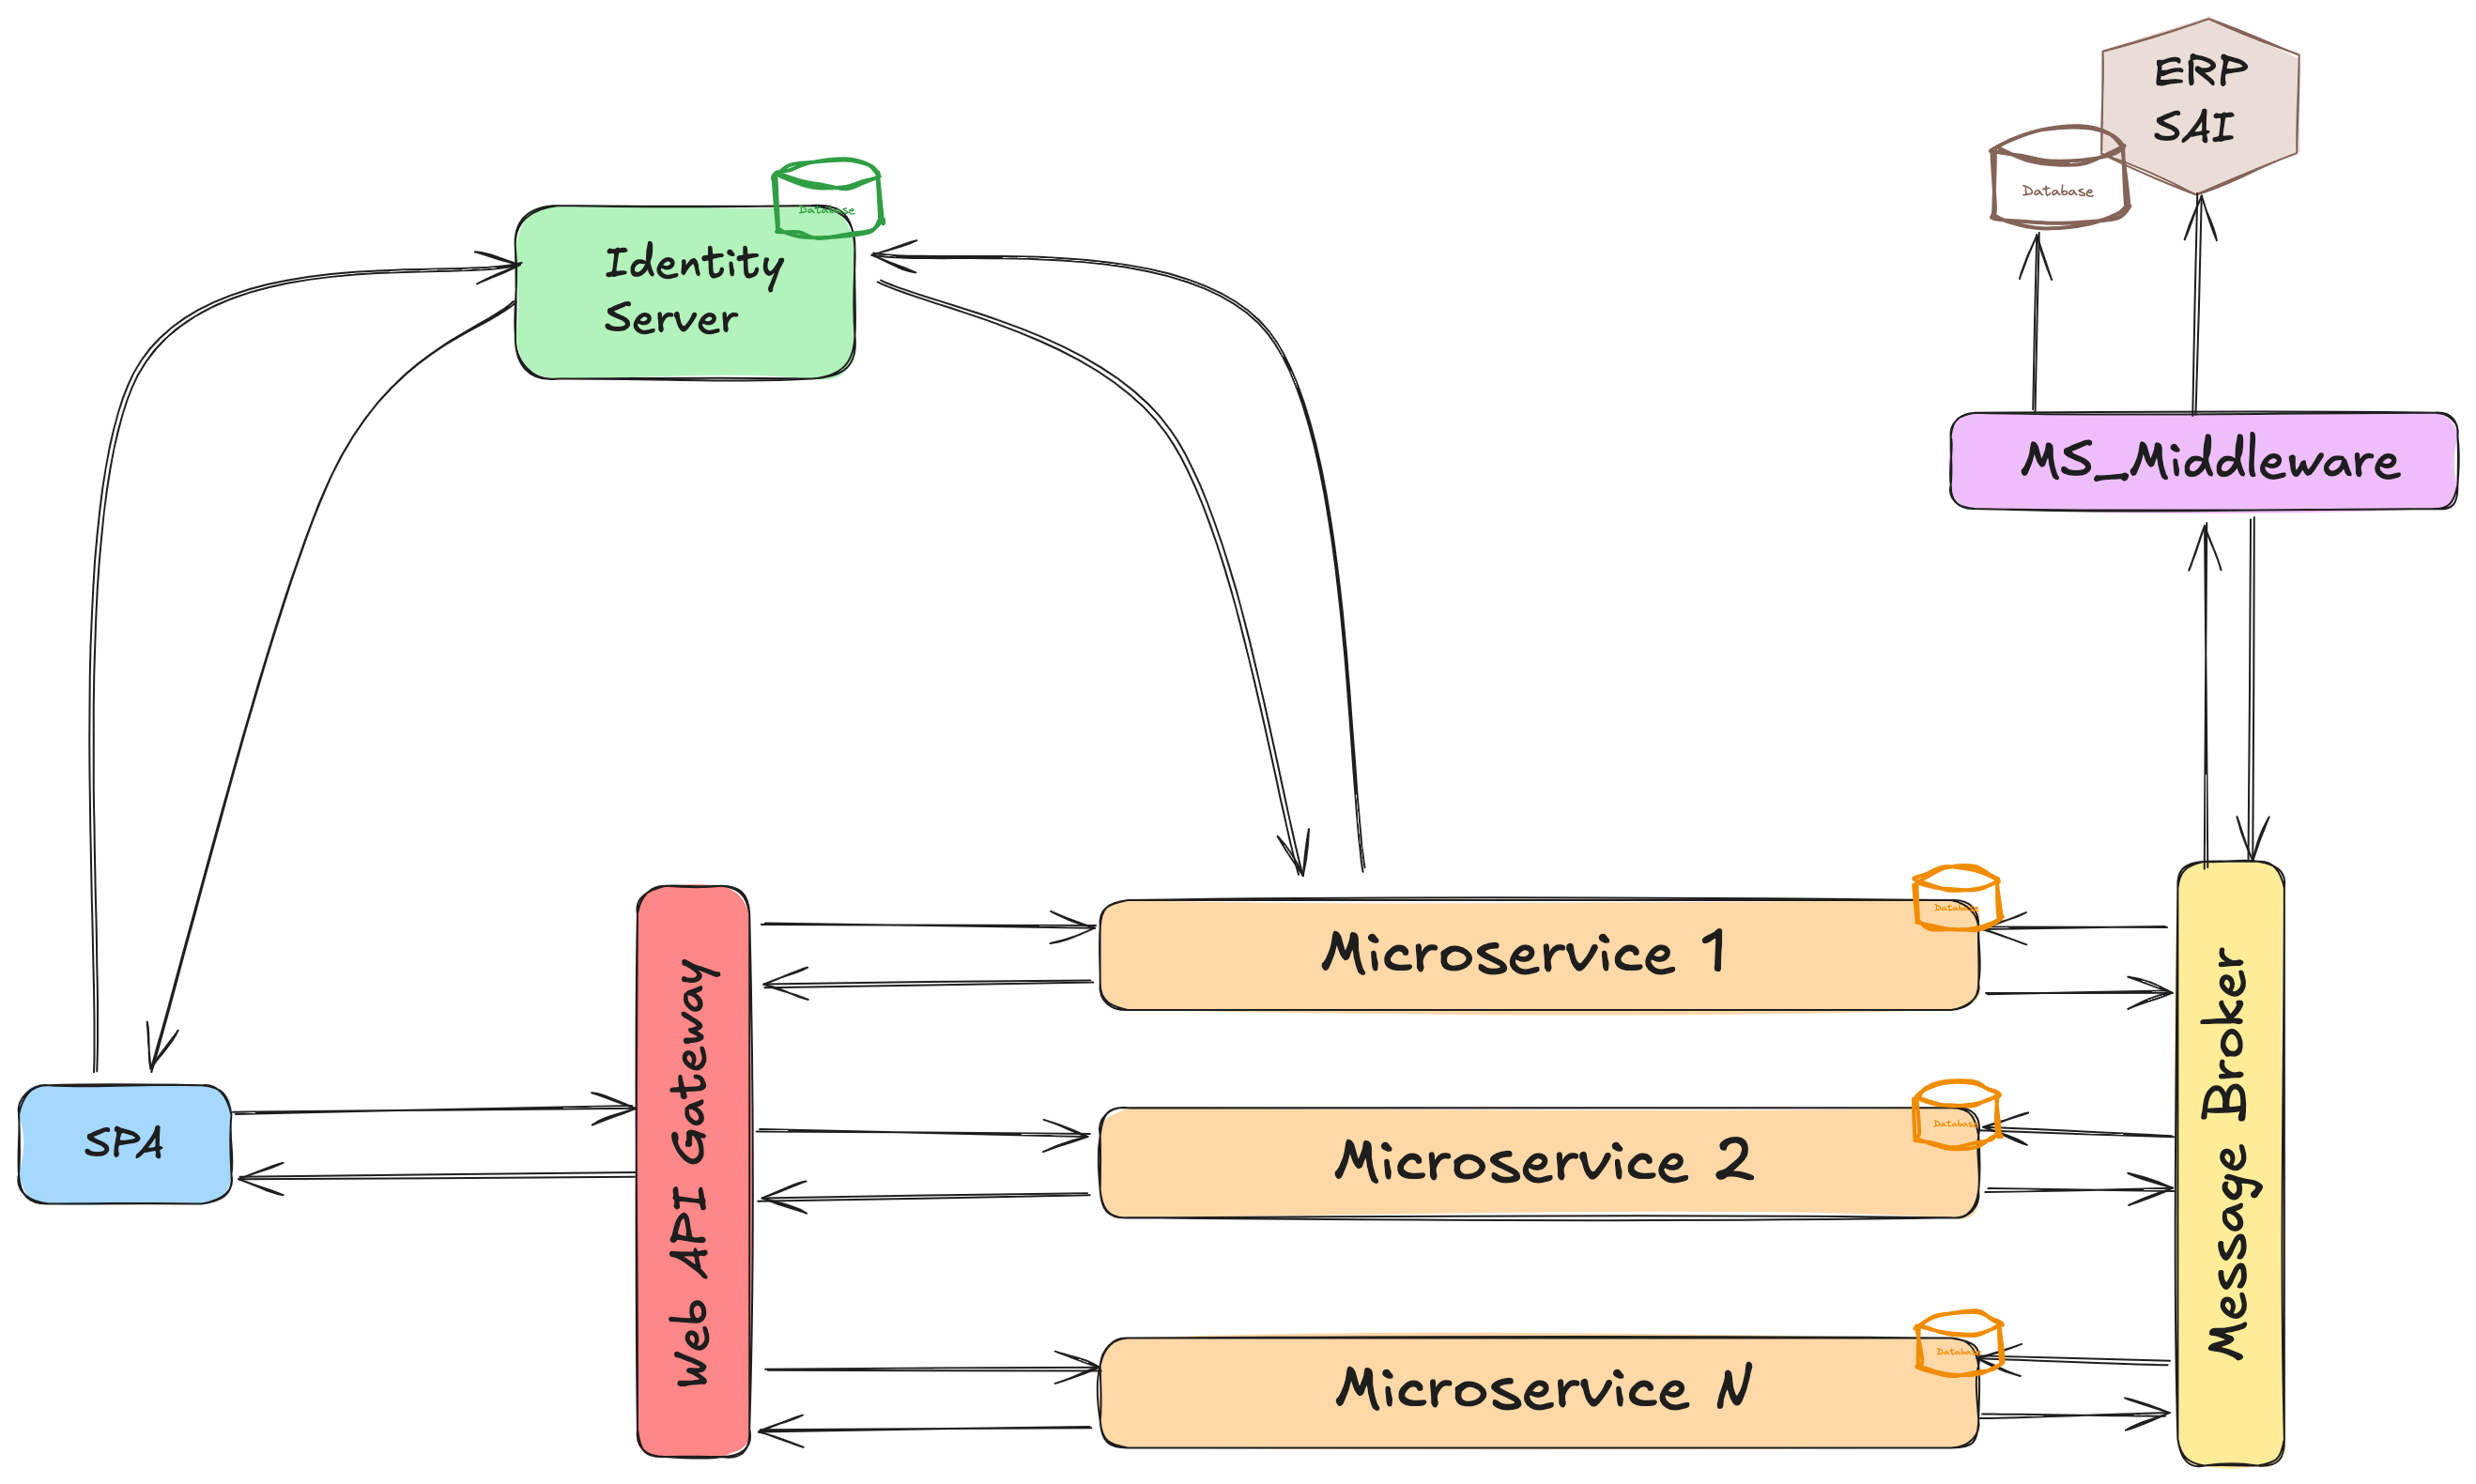 ERP
SAI
Database
Database
Identity
Server
MS_Middleware
Database
Microservice 1
Web API Gateway
Message Broker
SPA
Database
Microservice 2
Database
Microservice N